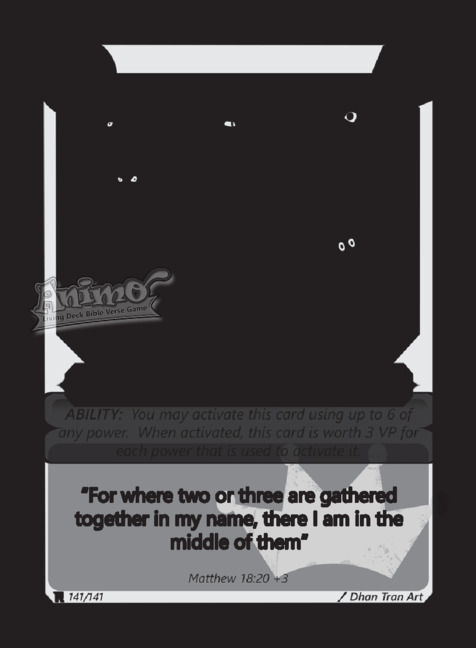 Animo
Living Deck Bible Verse Game
ABILITY: You may activate this card using up to 6 of
any power. When activated, this card is worth 3 VP for
each power that is used to activate it.
“For where two or three are gathered
together in my name, there I am in the
middle of them”
Matthew 18:20 +3
141/141
Dhan Tran Art